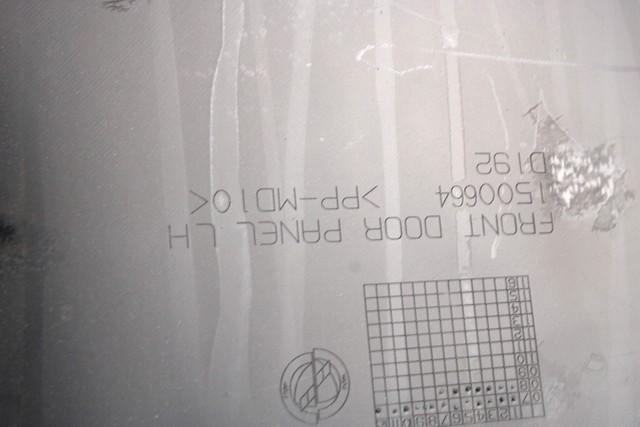 FRONT DOOR PANEL LH
1500664 >PP-MD10<
D192